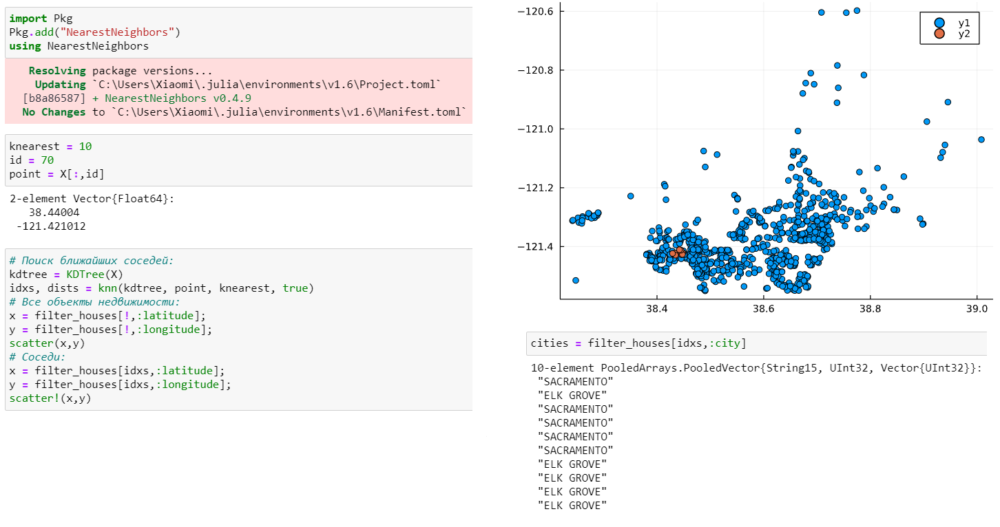 import Pkg
Pkg.add("NearestNeighbors")
using NearestNeighbors
Resolving package versions...
Updating `C:\Users\Xiaomi\.julia\environments\v1.6\Project.toml`
[b8a86587] + NearestNeighbors v0.4.9
No Changes to `C:\Users\Xiaomi\.julia\environments\v1.6\Manifest.toml`
knearest = 10
id = 70
point = X[:,id]
2-element Vector{Float64}:
38.44004
-121.421012
# Поиск ближайших соседей:
kdtree = KDTree(X)
idxs, dists = knn(kdtree, point, knearest, true)
# Все объекты недвижимости:
x = filter_houses[!,:latitude];
y = filter_houses[!,:longitude];
scatter(x,y)
# Соседи:
x = filter_houses[idxs,:latitude];
y = filter_houses[idxs,:longitude];
scatter!(x,y)
−120.6
−120.8
−121.0
−121.2
−121.4
y1
y2
38.4 38.6 38.8 39.0
cities = filter_houses[idxs,:city]
10-element PooledArrays.PooledVector{String15, UInt32, Vector{UInt32}}:
"SACRAMENTO"
"ELK GROVE"
"SACRAMENTO"
"SACRAMENTO"
"SACRAMENTO"
"SACRAMENTO"
"ELK GROVE"
"ELK GROVE"
"ELK GROVE"
"ELK GROVE"